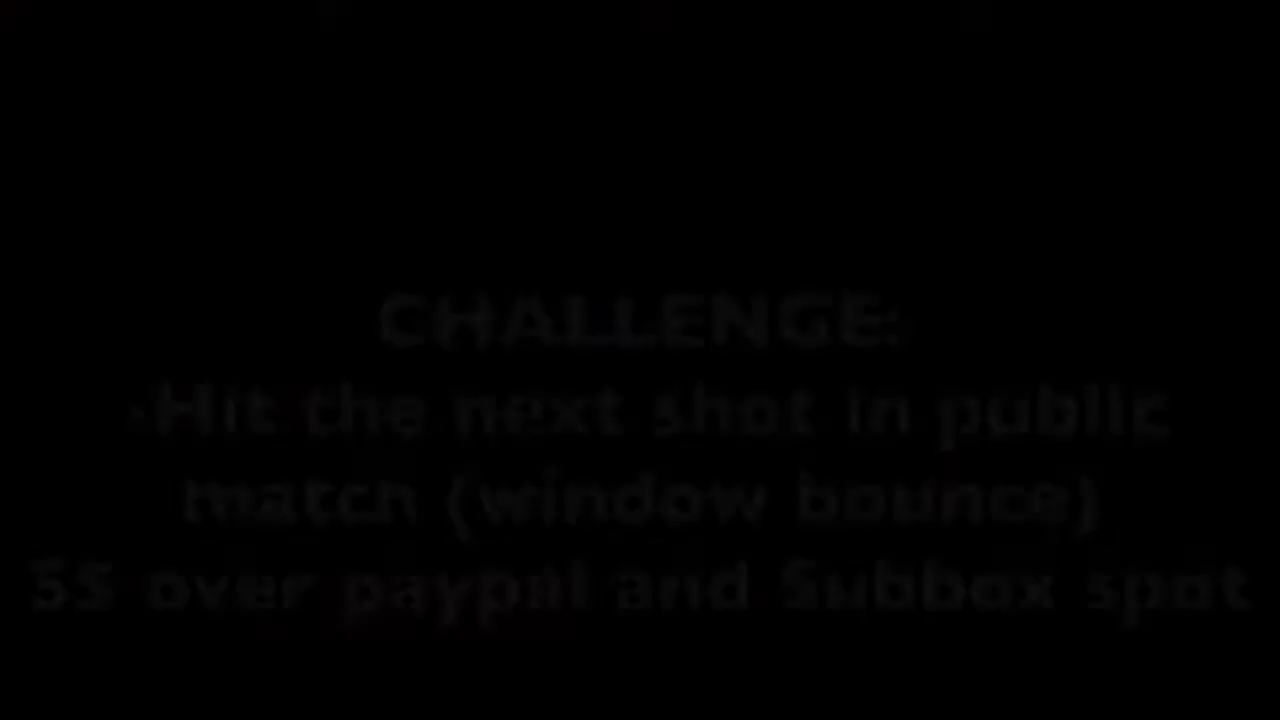 CHALLENGE:
-Hit the next shot in public
match (window bounce)
5$ over paypal and Subbox spot